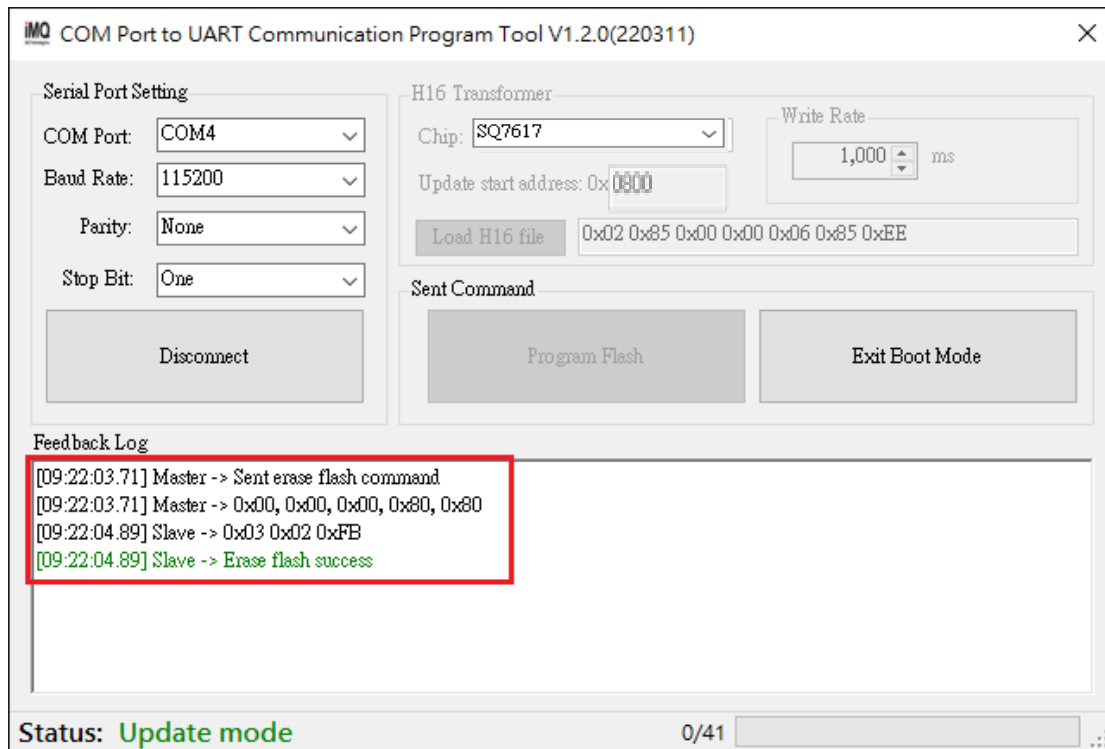 iMQ COM Port to UART Communication Program Tool V1.2.0(220311)
Serial Port Setting
COM Port: COM4
Baud Rate: 115200
Parity: None
Stop Bit: One
Disconnect
H16 Transformer
Chip: SQ7617
Update start address: 0x 0800
Write Rate
1,000 ms
Load H16 file 0x02 0x85 0x00 0x00 0x06 0x85 0xEE
Sent Command
Program Flash
Exit Boot Mode
Feedback Log
[09:22:03.71] Master -> Sent erase flash command
[09:22:03.71] Master -> 0x00, 0x00, 0x00, 0x80, 0x80
[09:22:04.89] Slave -> 0x03 0x02 0xFB
[09:22:04.89] Slave -> Erase flash success
Status: Update mode
0/41